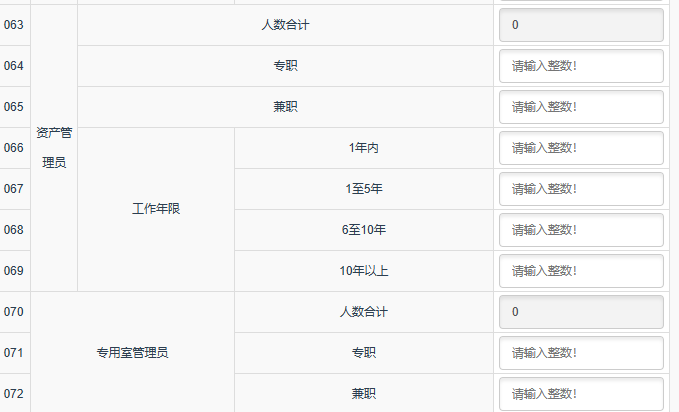 063 人数合计 0
064 专职 请输入整数!
065 兼职 请输入整数!
资产管
理员
066 1年内 请输入整数!
067 1至5年 请输入整数!
工作年限
068 6至10年 请输入整数!
069 10年以上 请输入整数!
070 人数合计 0
071 专用室管理员 专职 请输入整数!
072 兼职 请输入整数!